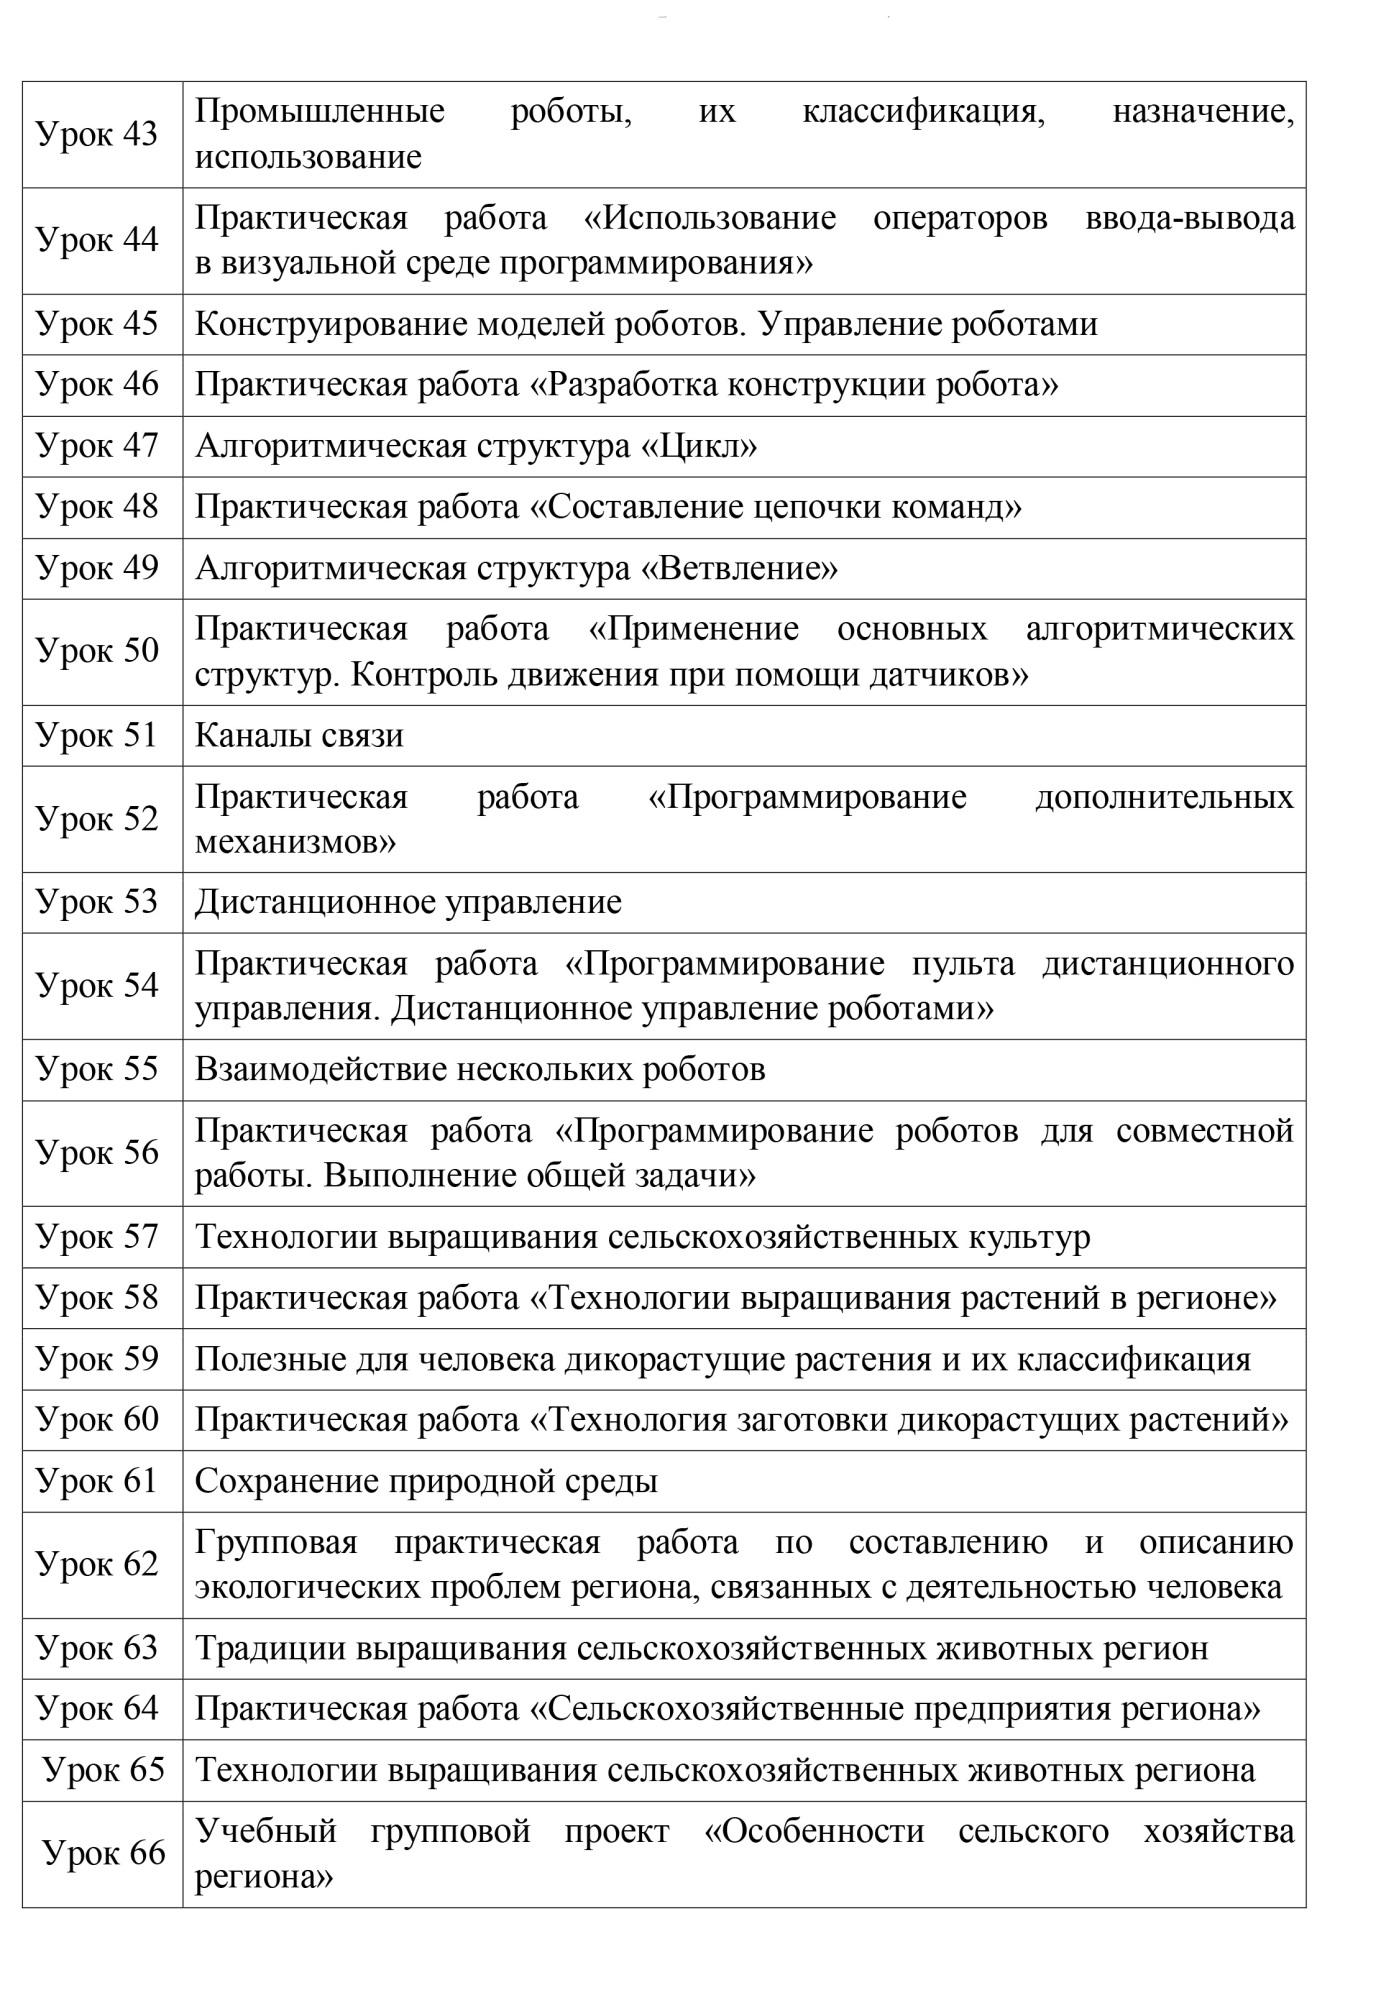 Урок 43
Промышленные роботы, их классификация, назначение,
использование
Урок 44
Практическая работа «Использование операторов ввода-вывода
в визуальной среде программирования»
Урок 45
Конструирование моделей роботов. Управление роботами
Урок 46
Практическая работа «Разработка конструкции робота»
Урок 47
Алгоритмическая структура «Цикл»
Урок 48
Практическая работа «Составление цепочки команд»
Урок 49
Алгоритмическая структура «Ветвление»
Урок 50
Практическая работа «Применение основных алгоритмических
структур. Контроль движения при помощи датчиков»
Урок 51
Каналы связи
Урок 52
Практическая работа «Программирование дополнительных
механизмов»
Урок 53
Дистанционное управление
Урок 54
Практическая работа «Программирование пульта дистанционного
управления. Дистанционное управление роботами»
Урок 55
Взаимодействие нескольких роботов
Урок 56
Практическая работа «Программирование роботов для совместной
работы. Выполнение общей задачи»
Урок 57
Технологии выращивания сельскохозяйственных культур
Урок 58
Практическая работа «Технологии выращивания растений в регионе»
Урок 59
Полезные для человека дикорастущие растения и их классификация
Урок 60
Практическая работа «Технология заготовки дикорастущих растений»
Урок 61
Сохранение природной среды
Урок 62
Групповая практическая работа по составлению и описанию
экологических проблем региона, связанных с деятельностью человека
Урок 63
Традиции выращивания сельскохозяйственных животных регион
Урок 64
Практическая работа «Сельскохозяйственные предприятия региона»
Урок 65
Технологии выращивания сельскохозяйственных животных региона
Урок 66
Учебный групповой проект «Особенности сельского хозяйства
региона»